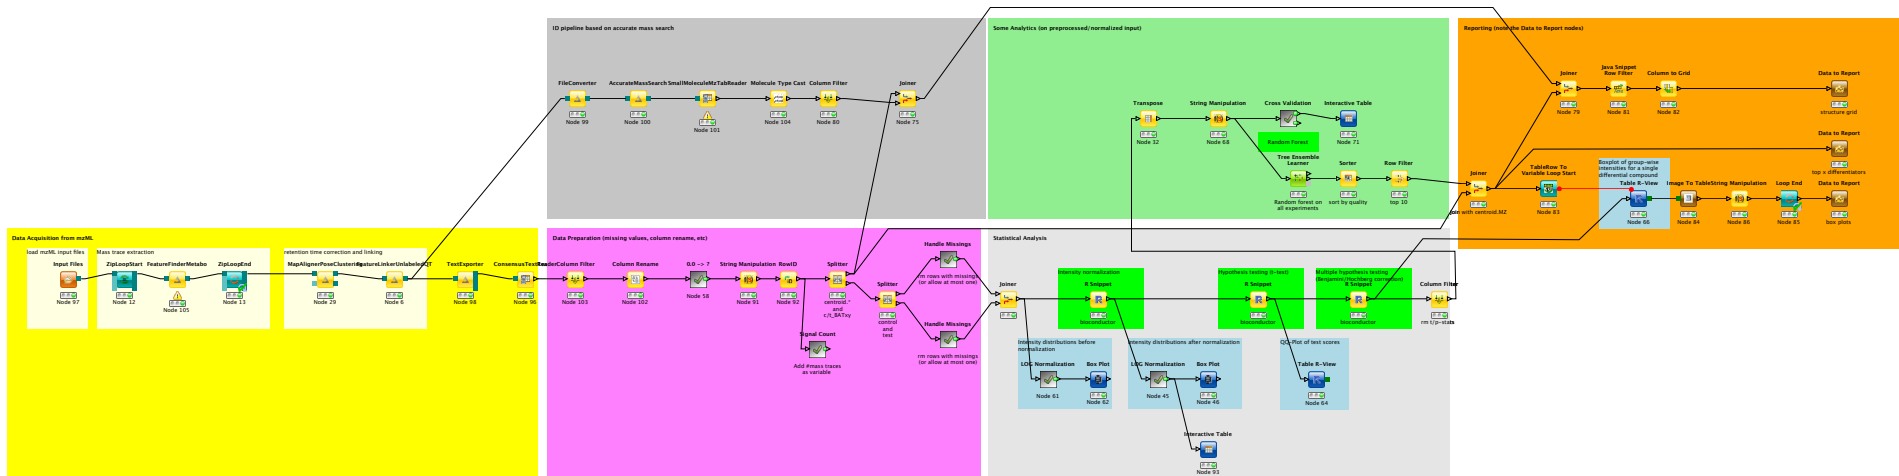 ID pipeline based on accurate mass search
FileConverter
Node 99
AccurateMassSearch
Node 100
SmallMoleculeMzTabReader
Node 101
Molecule Type Cast
Node 104
Column Filter
Node 80
Joiner
Node 75
Some Analytics (on preprocessed/normalized input)
Transpose
Node 32
String Manipulation
Node 68
Cross Validation
Random Forest
Interactive Table
Node 71
Tree Ensemble
Learner
Random forest on
all experiments
Sorter
sort by quality
Row Filter
top 10
Reporting (note the Data to Report nodes)
Joiner
Node 79
Java Snippet
Row Filter
Node 81
Column to Grid
Node 82
Data to Report
structure grid
Data to Report
top x differentiators
Joiner
join with centroid.MZ
TableRow To
Variable Loop Start
Node 83
Boxplot of group-wise
intensities for a single
differential compound
Table R-View
Node 66
Image To Table
Node 84
String Manipulation
Node 86
Loop End
Node 85
Data to Report
box plots
Data Acquisition from mzML
load mzML input files
Input Files
Node 97
Mass trace extraction
ZipLoopStart
Node 12
FeatureFinderMetabo
Node 105
ZipLoopEnd
Node 13
retention time correction and linking
MapAlignerPoseClustering
Node 29
FeatureLinkerUnlabeledQT
Node 6
TextExporter
Node 98
ConsensusTextReader
Node 96
Data Preparation (missing values, column rename, etc)
Column Filter
Node 103
Column Rename
Node 102
0.0 -> ?
Node 58
String Manipulation
Node 91
RowID
Node 92
Splitter
centroid.*
and
c/t_BATxy
Signal Count
Add #mass traces
as variable
Splitter
control
and
test
Handle Missings
rm rows with missings
(or allow at most one)
Handle Missings
rm rows with missings
(or allow at most one)
Statistical Analysis
Joiner
Intensity normalization
R Snippet
bioconductor
Hypothesis testing (t-test)
R Snippet
bioconductor
Multiple hypothesis testing
(Benjamini/Hochberg correction)
R Snippet
bioconductor
Column Filter
rm t/p-stats
Intensity distributions before
normalization
LOG Normalization
Node 61
Box Plot
Node 62
Intensity distributions after normalization
LOG Normalization
Node 45
Box Plot
Node 46
QQ-Plot of test scores
Table R-View
Node 64
Interactive Table
Node 93